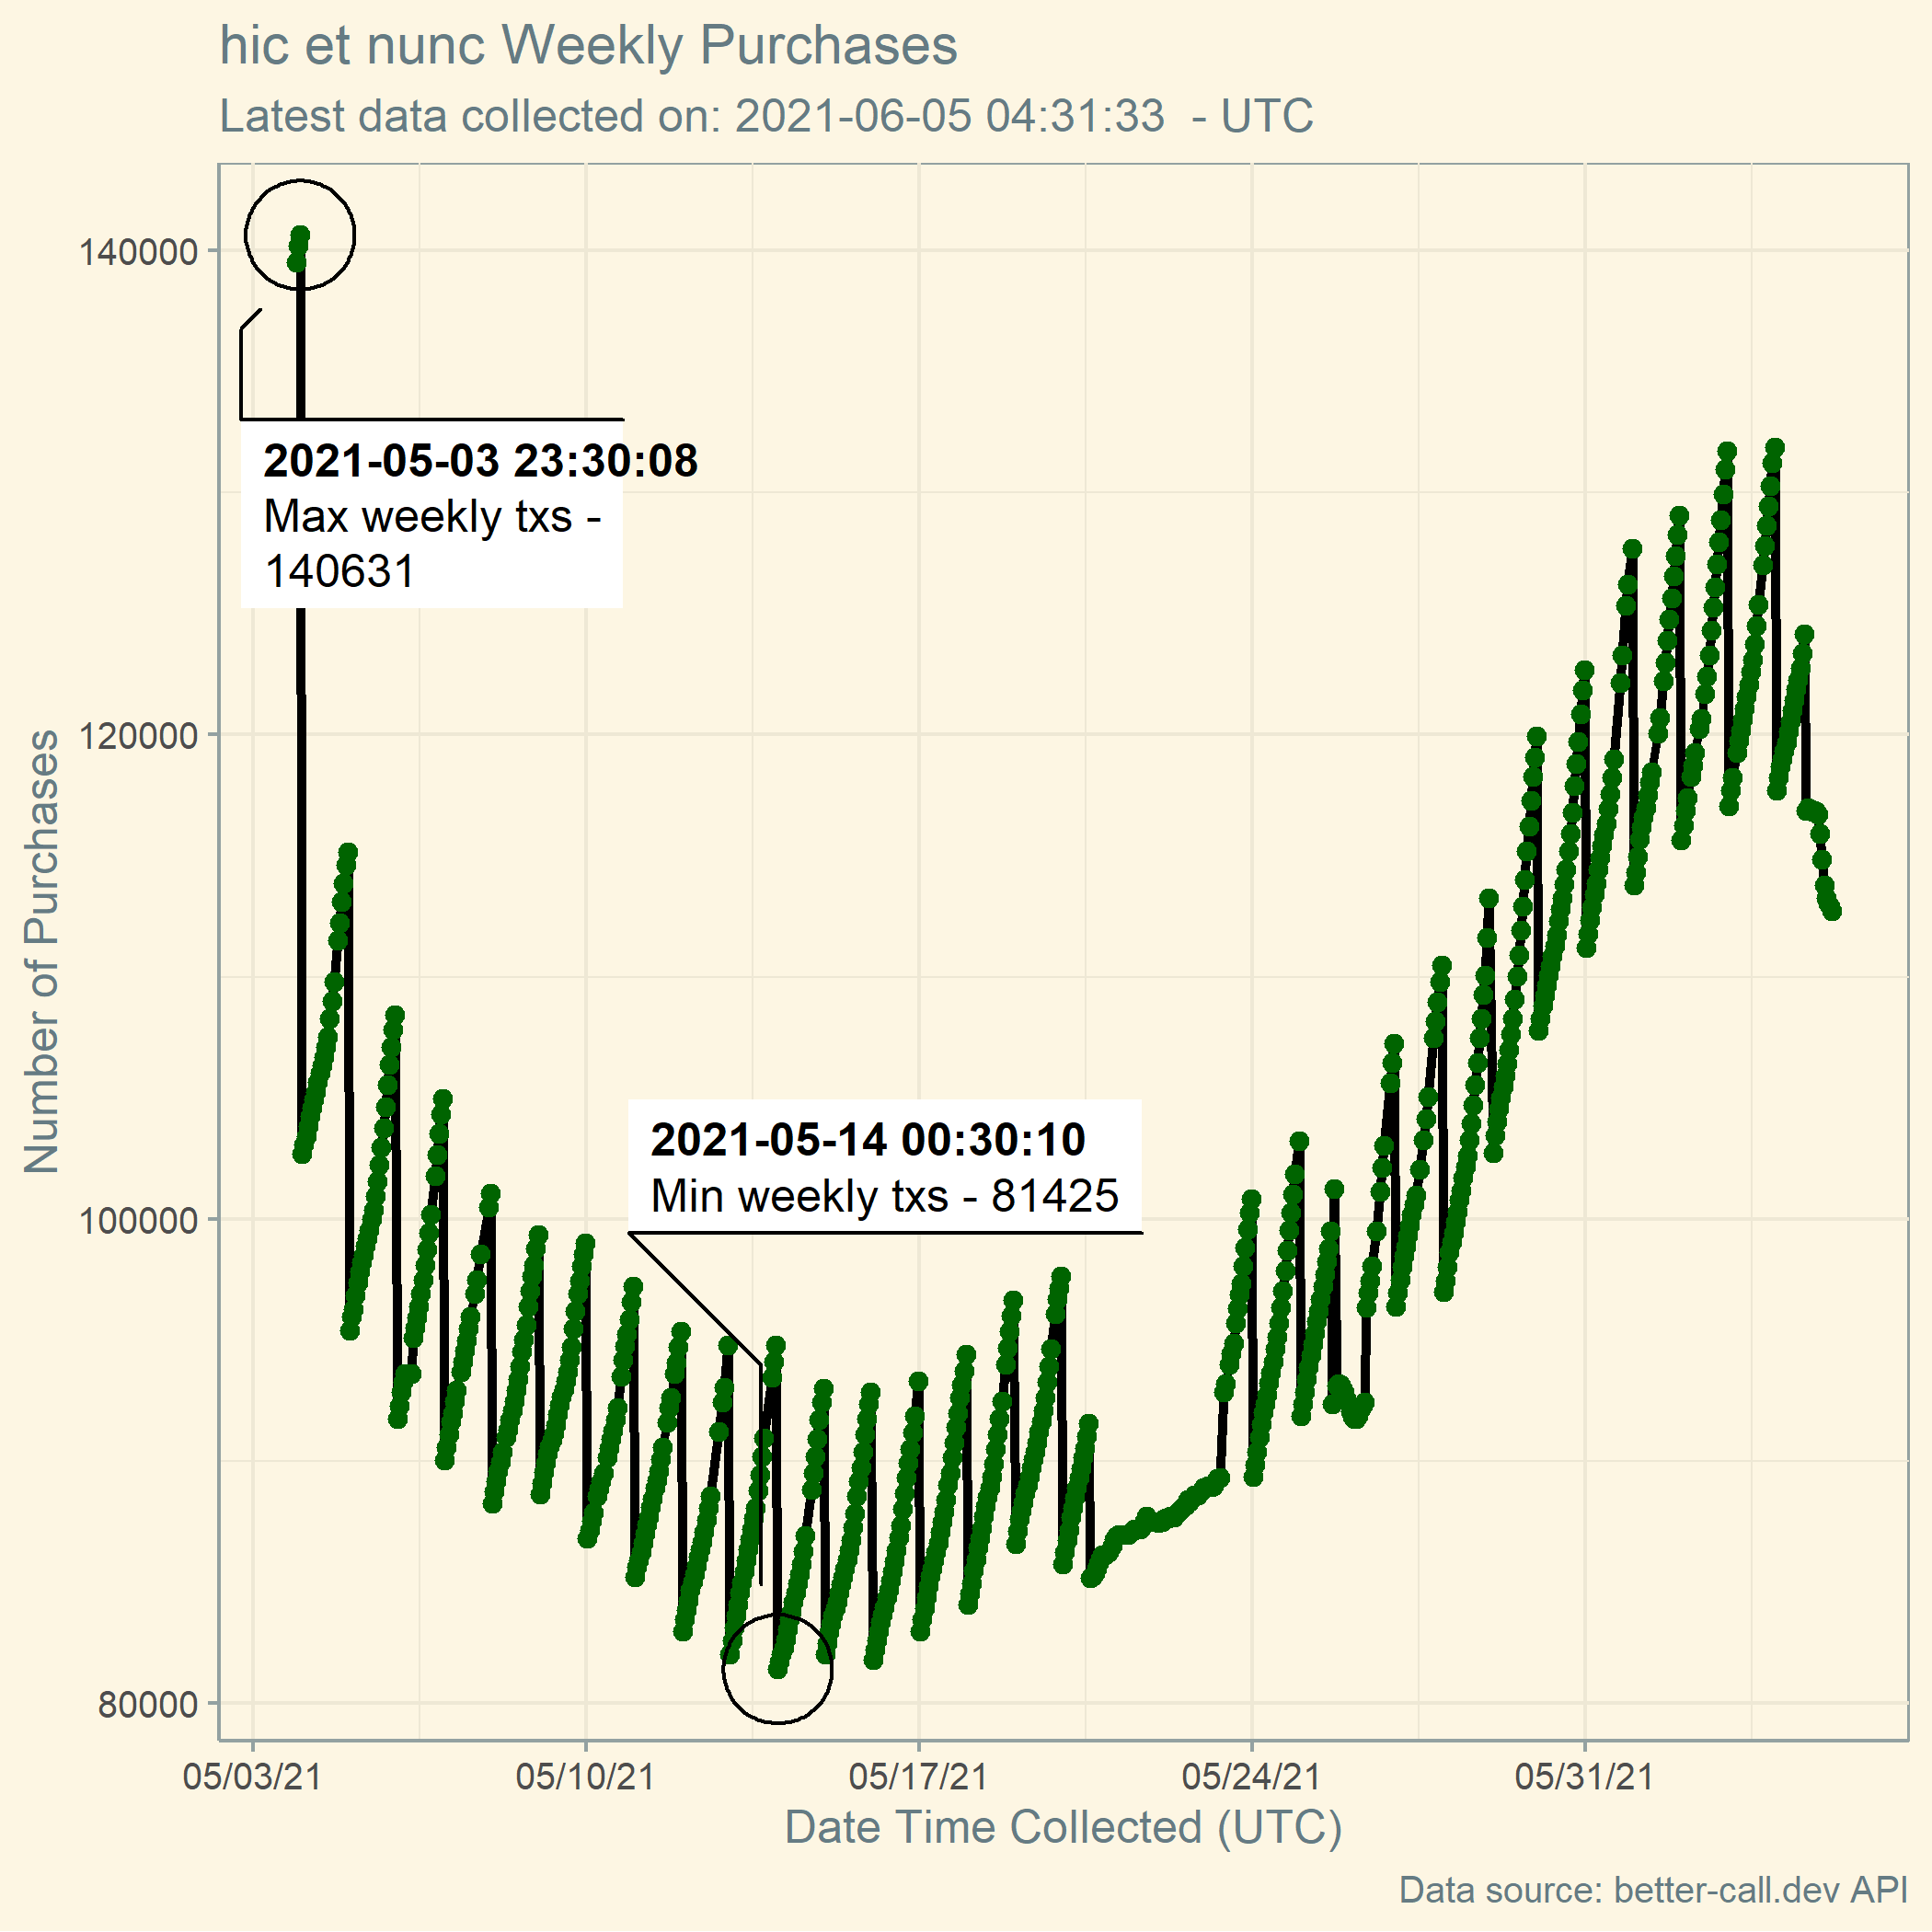 hic et nunc Weekly Purchases
Latest data collected on: 2021-06-05 04:31:33  - UTC
140000
2021-05-03 23:30:08
Max weekly txs -
140631
120000
Number of Purchases
2021-05-14 00:30:10
Min weekly txs - 81425
100000
80000
05/03/21 05/10/21 05/17/21 05/24/21 05/31/21
Date Time Collected (UTC)
Data source: better-call.dev API